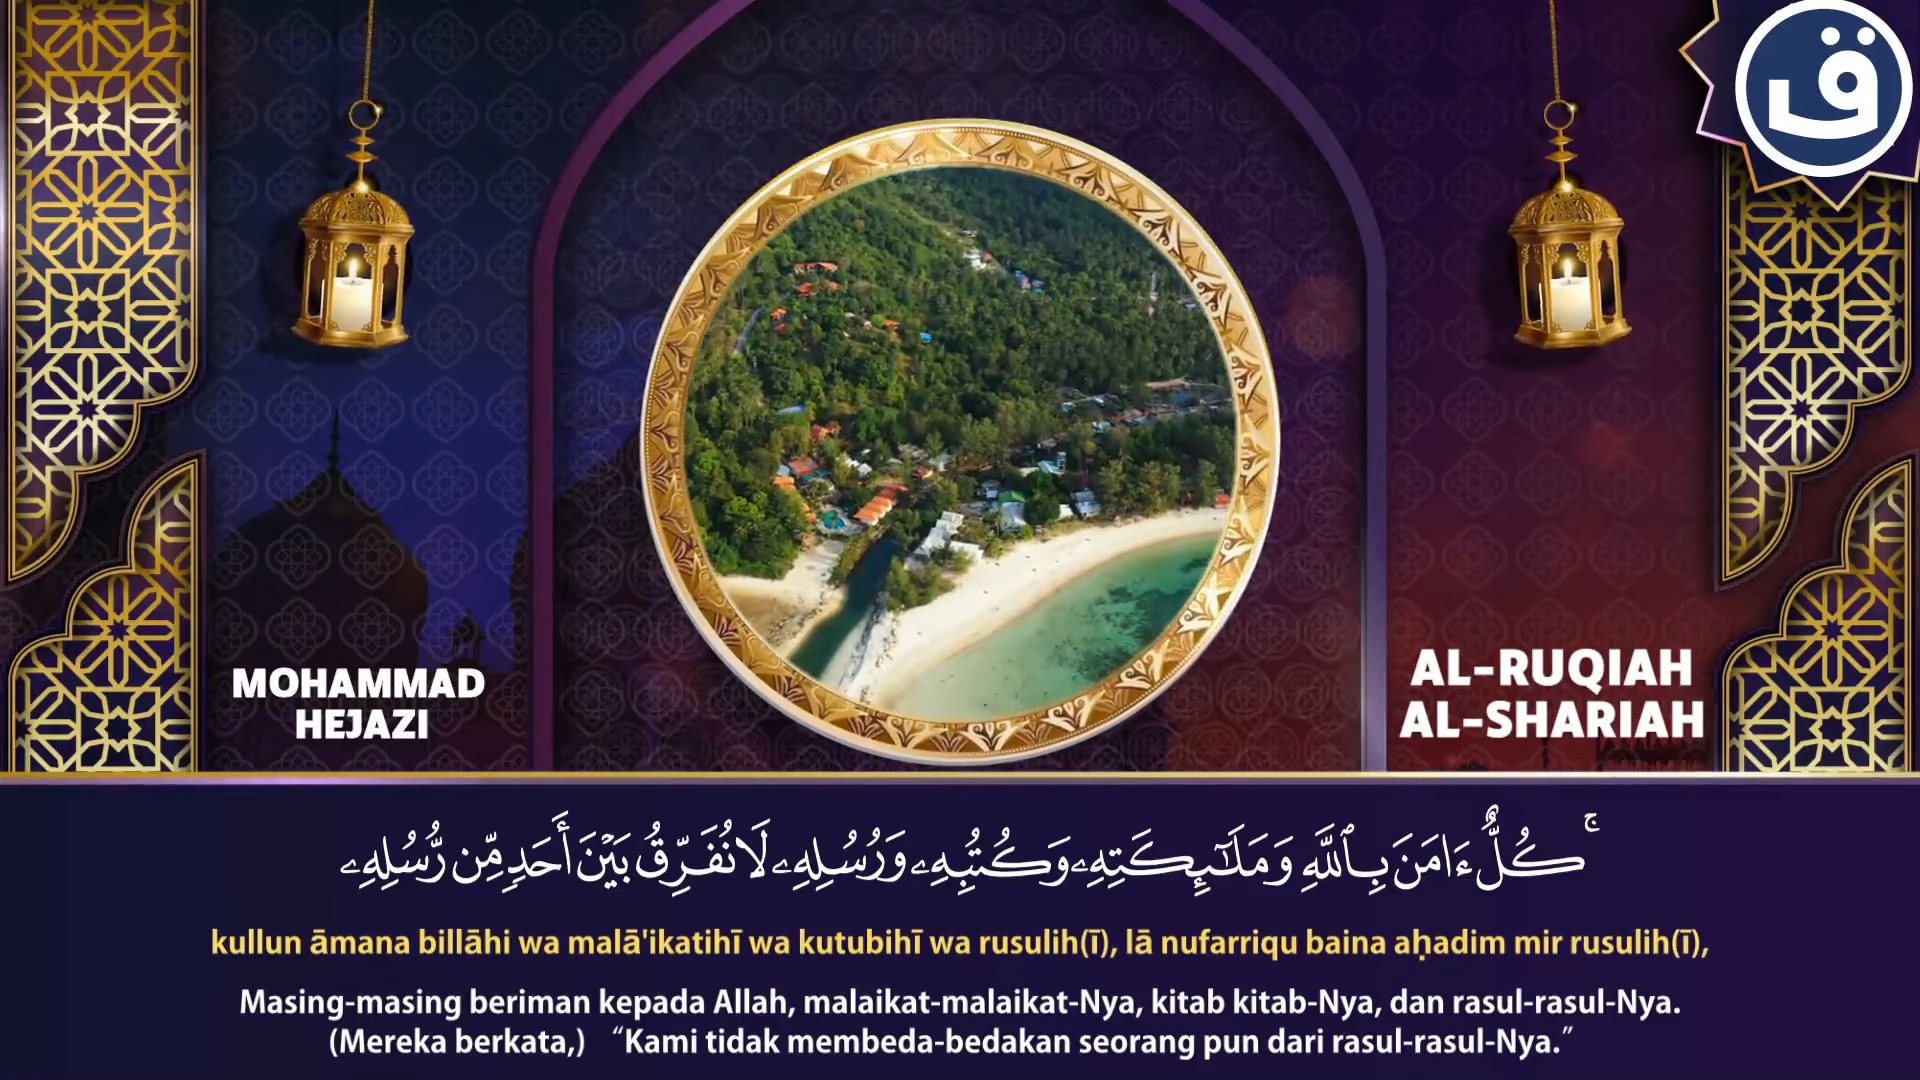 ق
MOHAMMAD
HEJAZI
AL-RUQIAH
AL-SHARIAH
ۚ كُلٌّ ءَامَنَ بِٱللَّهِ وَمَلَـٰٓئِكَتِهِۦ وَكُتُبِهِۦ وَرُسُلِهِۦ لَا نُفَرِّقُ بَيْنَ أَحَدٍ مِّن رُّسُلِهِۦ
kullun āmana billāhi wa malā'ikatihī wa kutubihī wa rusulih(ī), lā nufarriqu baina aḥadim mir rusulih(ī),
Masing-masing beriman kepada Allah, malaikat-malaikat-Nya, kitab kitab-Nya, dan rasul-rasul-Nya.
(Mereka berkata,) “Kami tidak membeda-bedakan seorang pun dari rasul-rasul-Nya.”